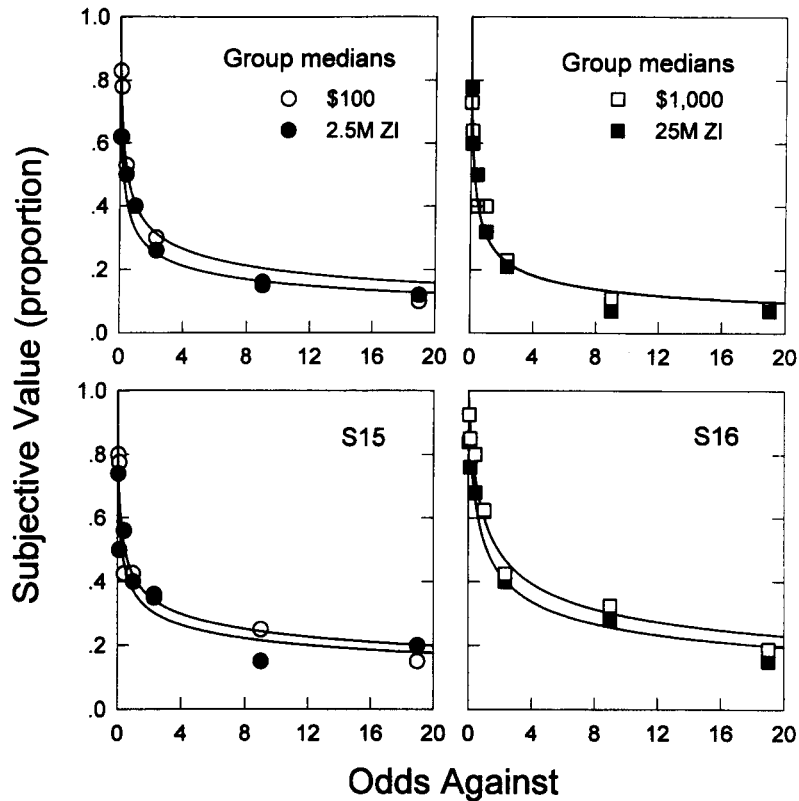 Subjective Value (proportion)
1.0
.8
.6
.4
.2
.0
Group medians
$100
2.5M ZI
0 4 8 12 16 20
Group medians
$1,000
25M ZI
0 4 8 12 16 20
1.0
.8
.6
.4
.2
.0
S15
0 4 8 12 16 20
S16
0 4 8 12 16 20
Odds Against